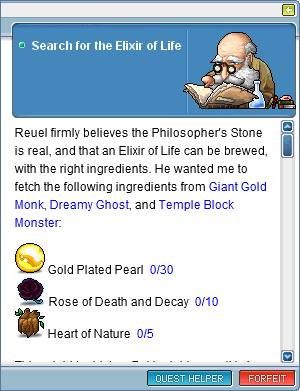 Search for the Elixir of Life
Reuel firmly believes the Philosopher's Stone
is real, and that an Elixir of Life can be brewed,
with the right ingredients. He wanted me to
fetch the following ingredients from Giant Gold
Monk, Dreamy Ghost, and Temple Block
Monster:
Gold Plated Pearl 0/30
Rose of Death and Decay 0/10
Heart of Nature 0/5
QUEST HELPER FORFEIT